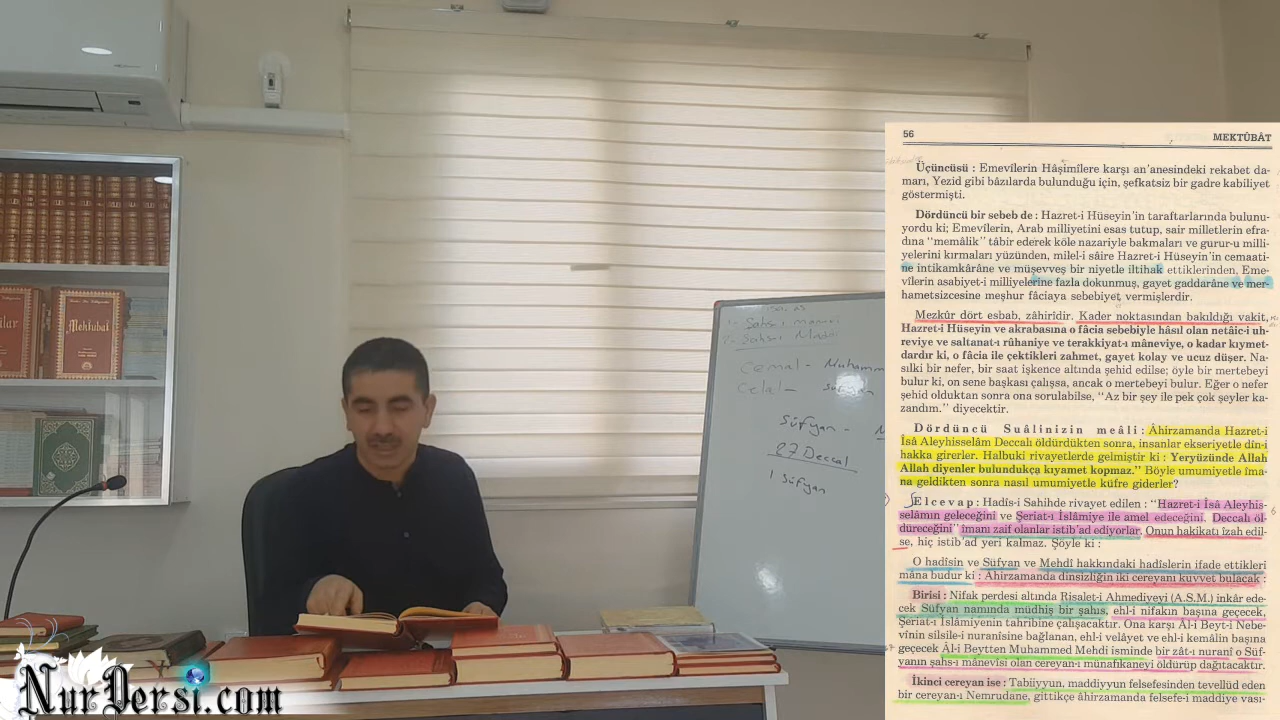 56
MEKTÛBÂT
Üçüncüsü : Emevîlerin Hâşimîlere karşı an'anesindeki rekabet da-
marı, Yezid gibi bâzılarda bulunduğu için, şefkatsiz bir gadre kabiliyet
göstermişti.
Dördüncü bir sebeb de : Hazret-i Hüseyin'in taraftarlarında bulunu-
yordu ki; Emevîlerin, Arab milliyetini esas tutup, sair milletlerin efra-
dına "memâlik" tâbir ederek köle nazariyle bakmaları ve gurur-u milli-
yelerini kırmaları yüzünden, milel-i sâire Hazret-i Hüseyin'in cemaati-
ne intikamkârâne ve müşevveş bir niyetle iltihak ettiklerinden, Eme-
vîlerin asabiyet-i milliyelerine fazla dokunmuş, gayet gaddarâne ve mer-
hametsizcesine meşhur fâciaya sebebiyet vermişlerdir.
Mezkûr dört esbab, zâhirîdir. Kader noktasından bakıldığı vakit,
Hazret-i Hüseyin ve akrabasına o fâcia sebebiyle hâsıl olan netâic-i uh-
reviye ve saltanat-ı rûhaniye ve terakkiyat-ı mâneviye, o kadar kıymet-
dardır ki, o fâcia ile çektikleri zahmet, gayet kolay ve ucuz düşer. Na-
sılki bir nefer, bir saat işkence altında şehid edilse; öyle bir mertebeyi
bulur ki, on sene başkası çalışsa, ancak o mertebeyi bulur. Eğer o nefer
şehid olduktan sonra ona sorulabilse, "Az bir şey ile pek çok şeyler ka-
zandım." diyecektir.
Dördüncü Suâlinizin meâli : Âhirzamanda Hazret-i
Îsâ Aleyhisselâm Deccalı öldürdükten sonra, insanlar ekseriyetle dîn-i
hakka girerler. Halbuki rivayetlerde gelmiştir ki : Yeryüzünde Allah
Allah diyenler bulundukça kıyamet kopmaz." Böyle umumiyetle îma-
na geldikten sonra nasıl umumiyetle küfre giderler?
Elcevap : Hadîs-i Sahihde rivayet edilen : "Hazret-i Îsâ Aleyhis-
selâmın geleceğini ve Şeriat-ı İslâmiye ile amel edeceğini, Deccalı öl-
düreceğini" îmanı zaif olanlar istib'ad ediyorlar. Onun hakikatı îzah edil-
se, hiç istib'ad yeri kalmaz. Şöyle ki :
O hadîsin ve Süfyan ve Mehdî hakkındaki hadîslerin ifade ettikleri
mâna budur ki : Âhirzamanda dinsizliğin iki cereyanı kuvvet bulacak :
Birisi : Nifak perdesi altında Risalet-i Ahmediyeyi (A.S.M.) inkâr ede-
cek Süfyan namında müdhiş bir şahıs, ehl-i nifakın başına geçecek,
Şeriat-ı İslâmiyenin tahribine çalışacaktır. Ona karşı Âl-i Beyt-i Nebe-
vînin silsile-i nuranîsine bağlanan, ehl-i velâyet ve ehl-i kemâlin başına
geçecek Âl-i Beytten Muhammed Mehdî isminde bir zât-ı nuranî o Süf-
yanın şahs-ı mânevîsi olan cereyan-ı münafıkaneyi öldürüp dağıtacaktır.
İkinci cereyan ise : Tabiiyyun, maddiyyun felsefesinden tevellüd eden
bir cereyan-ı Nemrudane, gittikçe âhirzamanda felsefe-i maddiye vası-
1- Şahs-ı manevi
2- Şahs-ı Maddi
Cemal- Muhamm
Celal- Süfyan
Süfyan -
27 Deccal
1 Süfyan
Mektubat
NurDersi.com